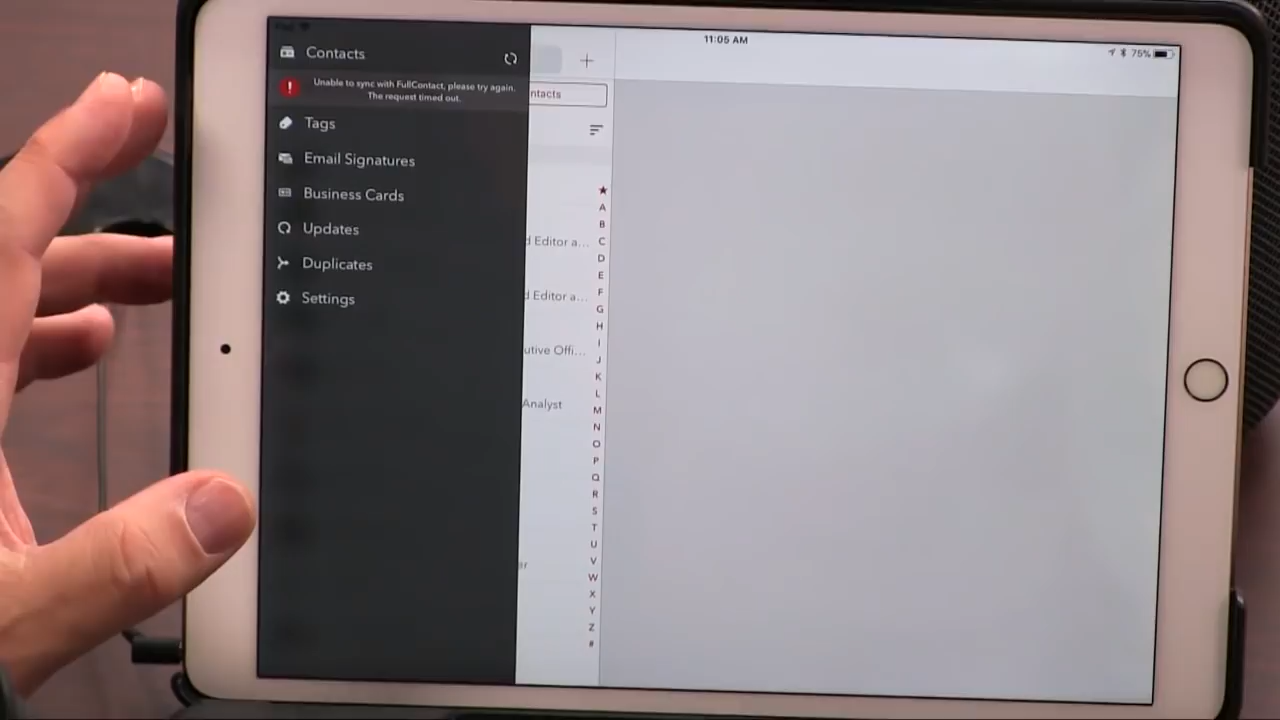 11:05 AM
75%
Contacts
Unable to sync with FullContact, please try again.
The request timed out.
Tags
Email Signatures
Business Cards
Updates
Duplicates
Settings
ntacts
d Editor a...
d Editor a...
utive Offi...
Analyst
er
A
B
C
D
E
F
G
H
I
J
K
L
M
N
O
P
Q
R
S
T
U
V
W
X
Y
Z
#